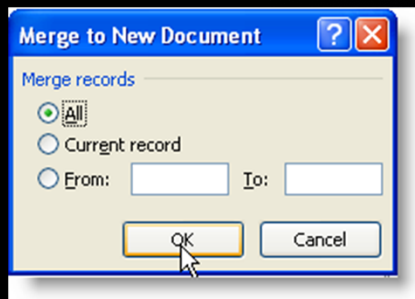 Merge to New Document ?
Merge records
All
Current record
From: To:
OK Cancel